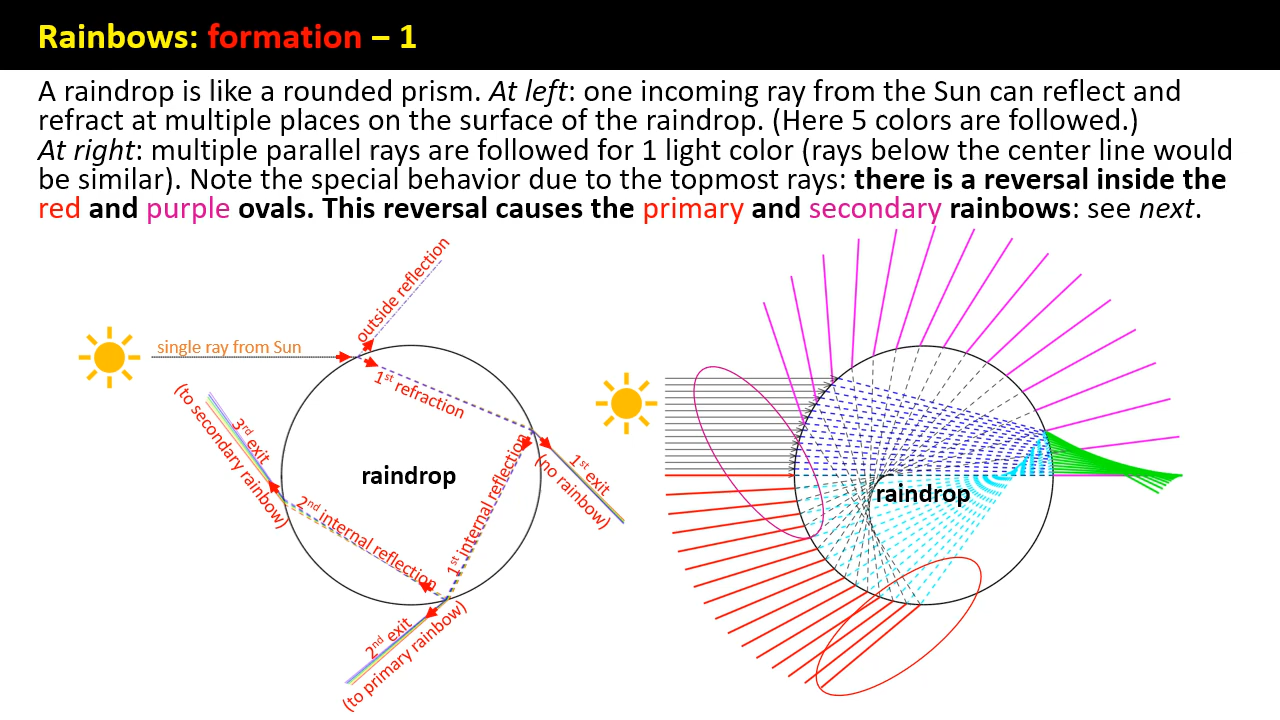 Rainbows: formation – 1
A raindrop is like a rounded prism. At left: one incoming ray from the Sun can reflect and
refract at multiple places on the surface of the raindrop. (Here 5 colors are followed.)
At right: multiple parallel rays are followed for 1 light color (rays below the center line would
be similar). Note the special behavior due to the topmost rays: there is a reversal inside the
red and purple ovals. This reversal causes the primary and secondary rainbows: see next.
outside reflection
single ray from Sun
1st refraction
1st exit
(no rainbow)
1st internal reflection
raindrop
3rd exit
(to secondary rainbow)
2nd internal reflection
2nd exit
(to primary rainbow)
raindrop